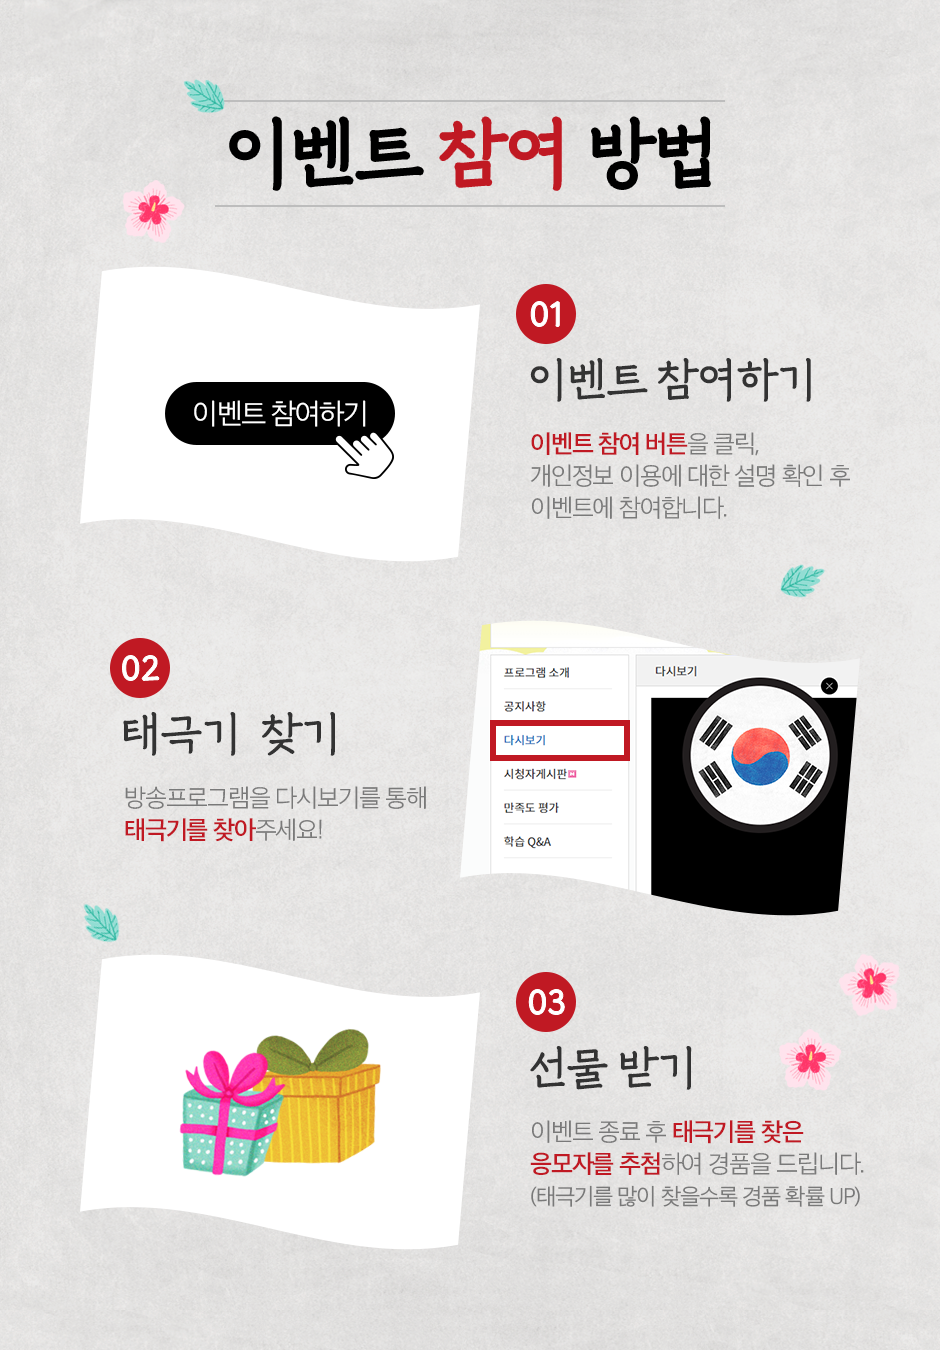 이벤트 참여 방법
이벤트 참여하기
01
이벤트 참여하기
이벤트 참여 버튼을 클릭,
개인정보 이용에 대한 설명 확인 후
이벤트에 참여합니다.
02
태극기 찾기
방송프로그램을 다시보기를 통해
태극기를 찾아주세요!
프로그램 소개
공지사항
다시보기
시청자게시판
만족도 평가
학습 Q&A
다시보기
03
선물 받기
이벤트 종료 후 태극기를 찾은
응모자를 추첨하여 경품을 드립니다.
(태극기를 많이 찾을수록 경품 확률 UP)